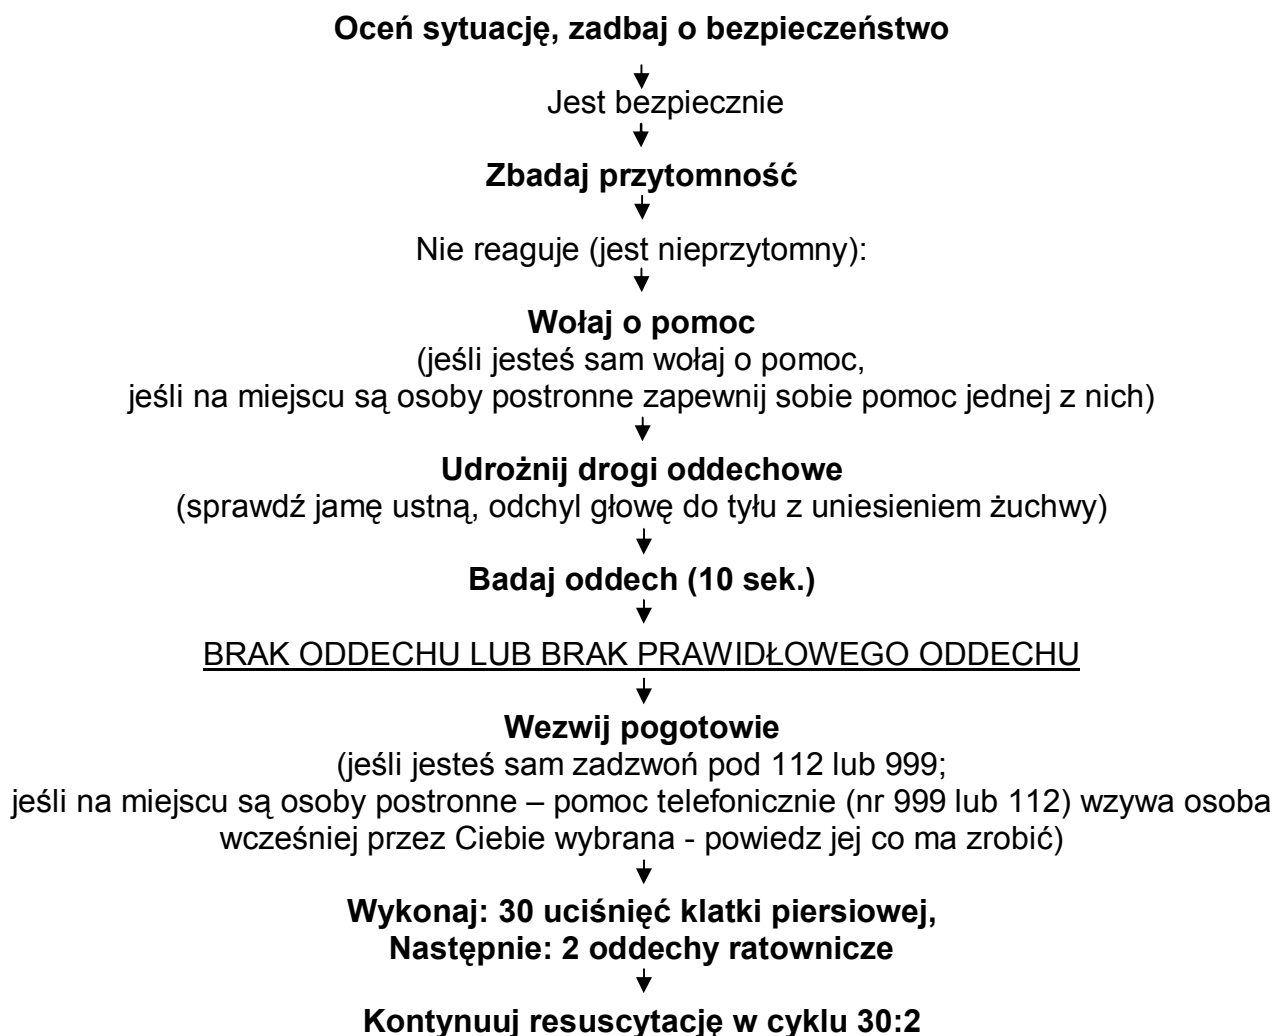 Oceń sytuację, zadbaj o bezpieczeństwo
Jest bezpiecznie
Zbadaj przytomność
Nie reaguje (jest nieprzytomny):
Wołaj o pomoc
(jeśli jesteś sam wołaj o pomoc,
jeśli na miejscu są osoby postronne zapewnij sobie pomoc jednej z nich)
Udrożnij drogi oddechowe
(sprawdź jamę ustną, odchyl głowę do tyłu z uniesieniem żuchwy)
Badaj oddech (10 sek.)
BRAK ODDECHU LUB BRAK PRAWIDŁOWEGO ODDECHU
Wezwij pogotowie
(jeśli jesteś sam zadzwoń pod 112 lub 999;
jeśli na miejscu są osoby postronne – pomoc telefonicznie (nr 999 lub 112) wzywa osoba
wcześniej przez Ciebie wybrana - powiedz jej co ma zrobić)
Wykonaj: 30 uciśnięć klatki piersiowej,
Następnie: 2 oddechy ratownicze
Kontynuuj resuscytację w cyklu 30:2